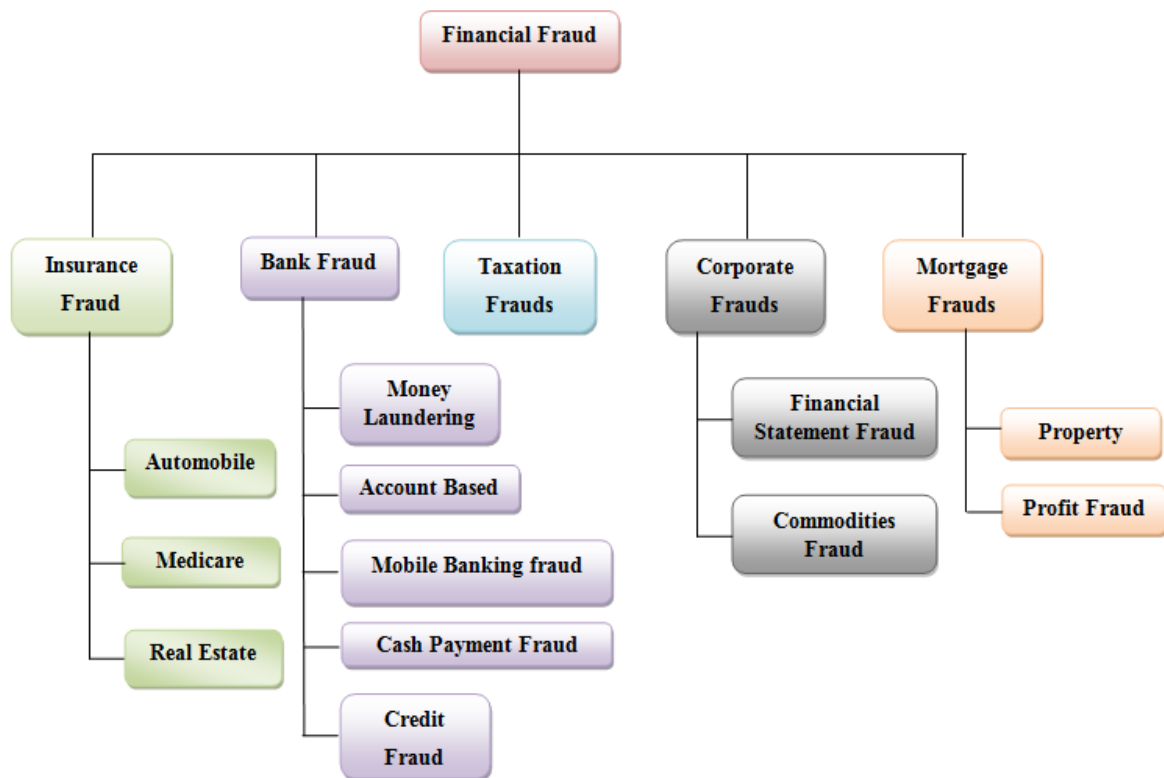 Financial Fraud
Insurance
Fraud
Bank Fraud
Taxation
Frauds
Corporate
Frauds
Mortgage
Frauds
Automobile
Medicare
Real Estate
Money
Laundering
Account Based
Mobile Banking fraud
Cash Payment Fraud
Credit
Fraud
Financial
Statement Fraud
Commodities
Fraud
Property
Profit Fraud